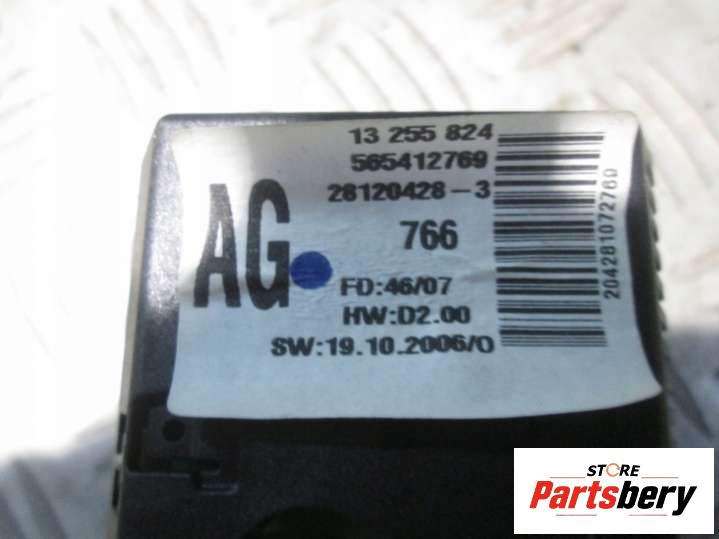 13 255 824
565412769
28120428-3
AG
766
FD:46/07
HW:D2.00
SW:19.10.2006/0
204281072769
STORE
Partsbery